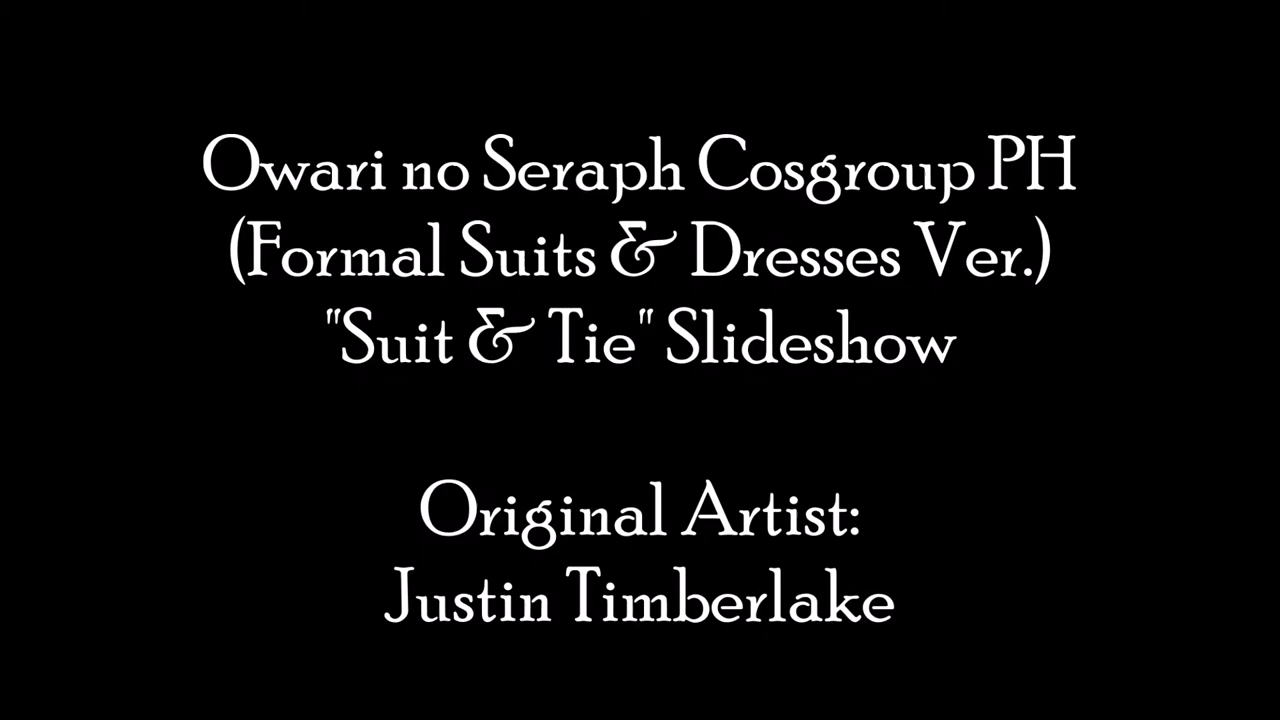 Owari no Seraph Cosgroup PH
(Formal Suits & Dresses Ver.)
"Suit & Tie" Slideshow
Original Artist:
Justin Timberlake